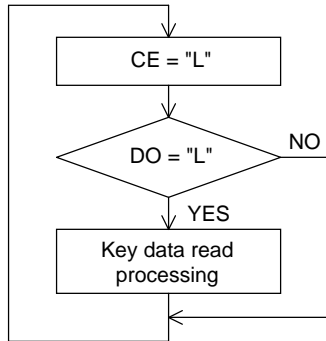 CE = "L"
DO = "L"
NO
YES
Key data read
processing